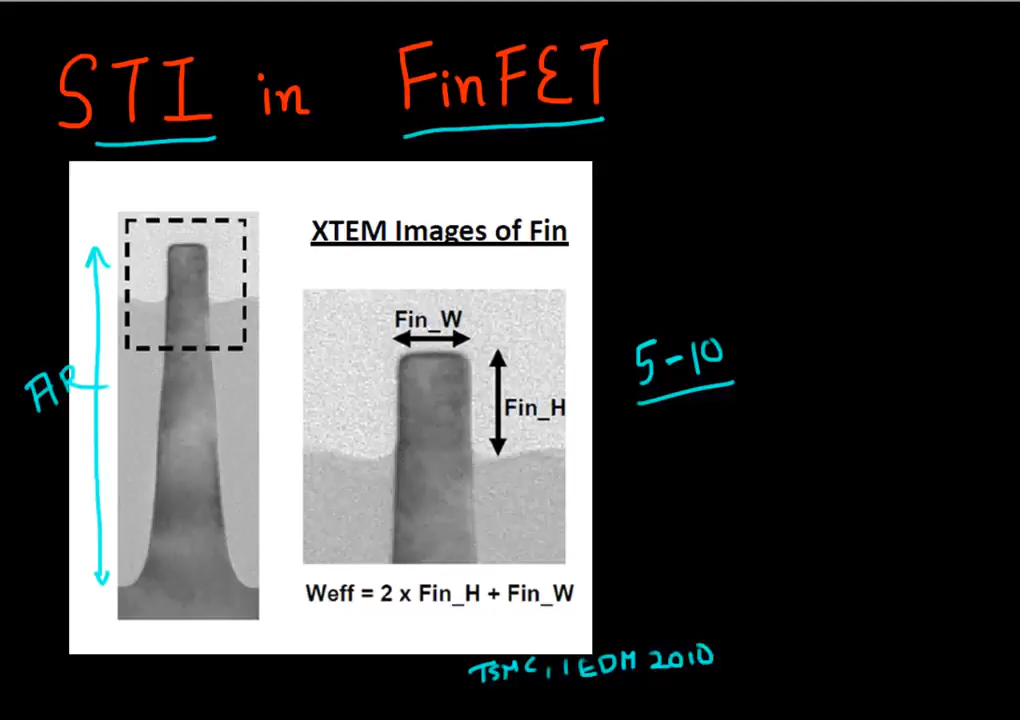 STI in FinFET
XTEM Images of Fin
Fin_W
Fin_H
AR
5-10
Weff = 2 x Fin_H + Fin_W
TSMC, IEDM 2010